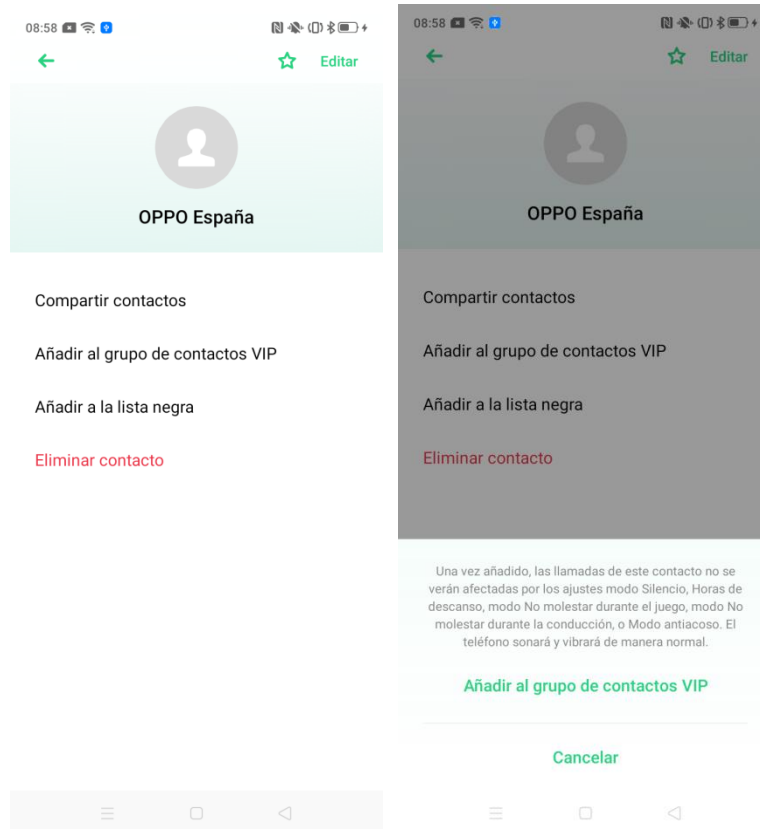 08:58
Editar
OPPO España
Compartir contactos
Añadir al grupo de contactos VIP
Añadir a la lista negra
Eliminar contacto
08:58
Editar
OPPO España
Compartir contactos
Añadir al grupo de contactos VIP
Añadir a la lista negra
Eliminar contacto
Una vez añadido, las llamadas de este contacto no se
verán afectadas por los ajustes modo Silencio, Horas de
descanso, modo No molestar durante el juego, modo No
molestar durante la conducción, o Modo antiacoso. El
teléfono sonará y vibrará de manera normal.
Añadir al grupo de contactos VIP
Cancelar